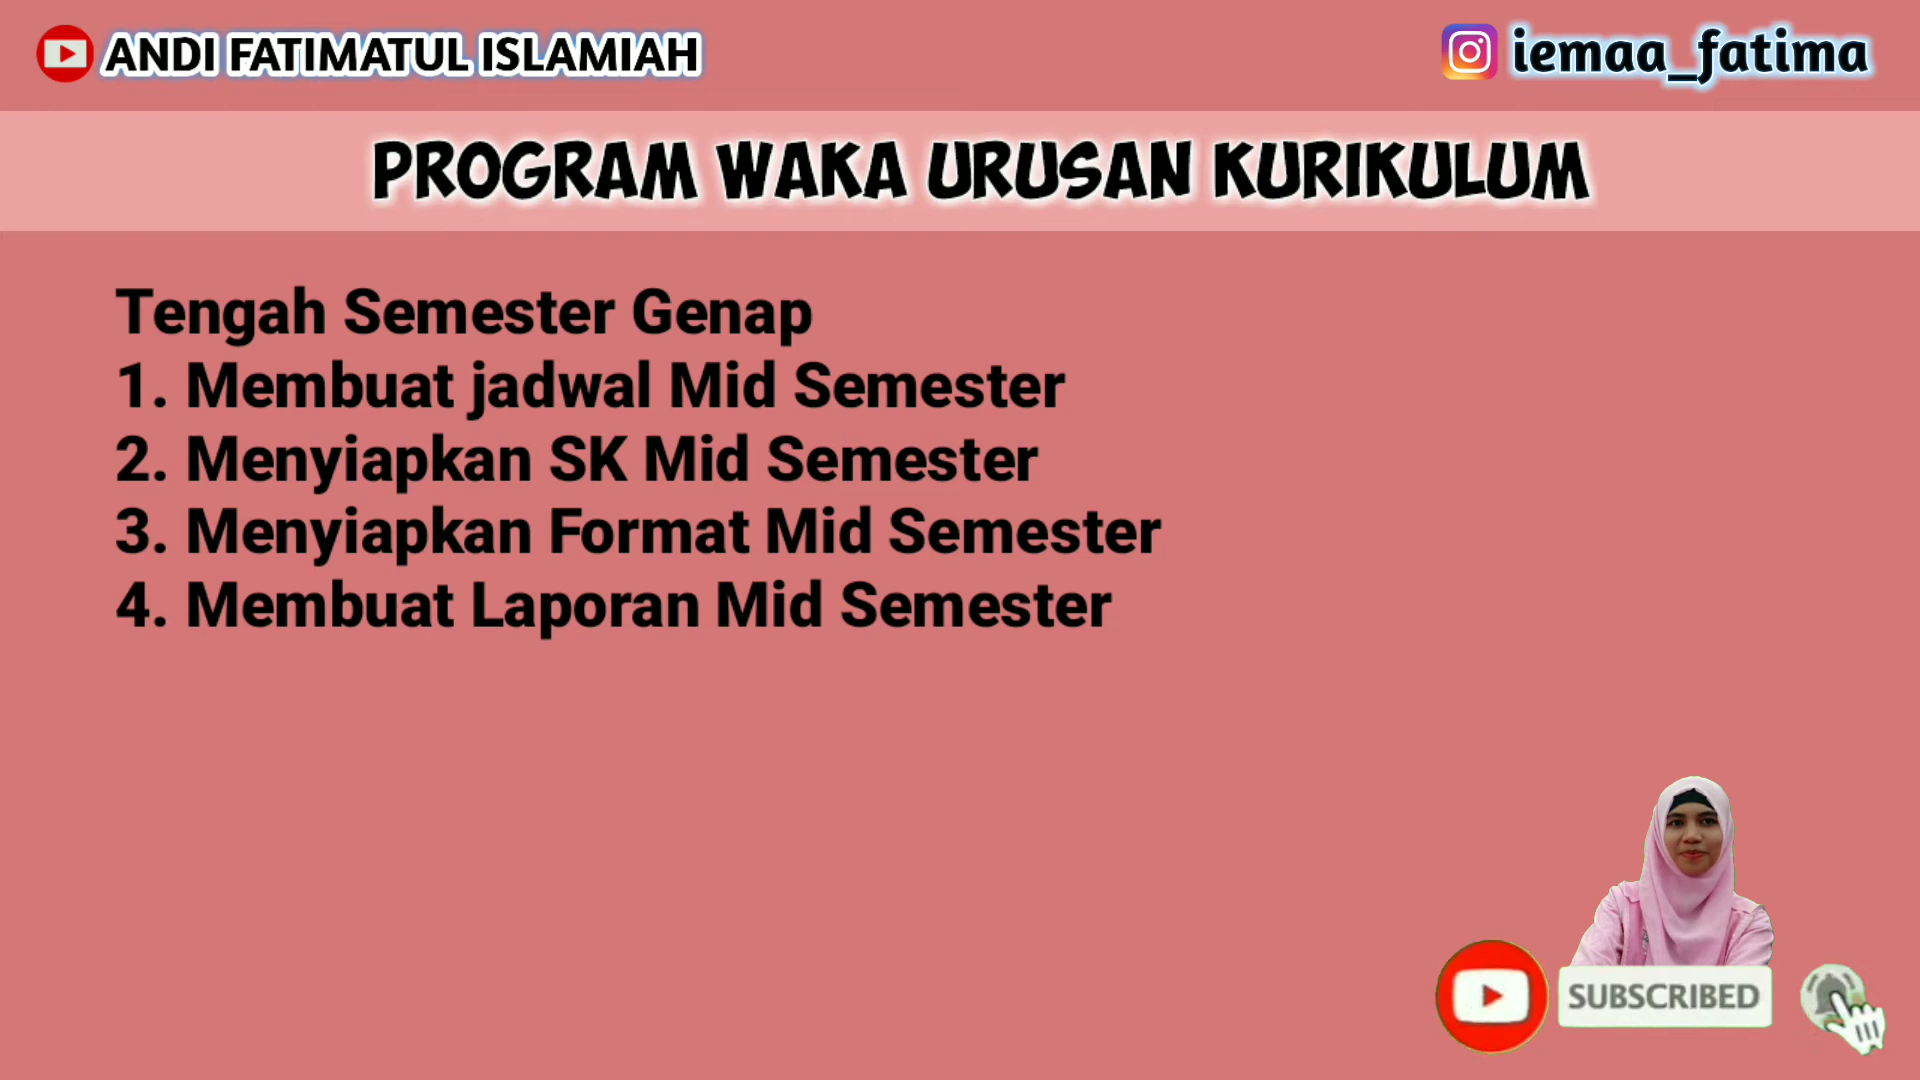 ANDI FATIMATUL ISLAMIAH
iemaa_fatima
PROGRAM WAKA URUSAN KURIKULUM
Tengah Semester Genap
1. Membuat jadwal Mid Semester
2. Menyiapkan SK Mid Semester
3. Menyiapkan Format Mid Semester
4. Membuat Laporan Mid Semester
SUBSCRIBED